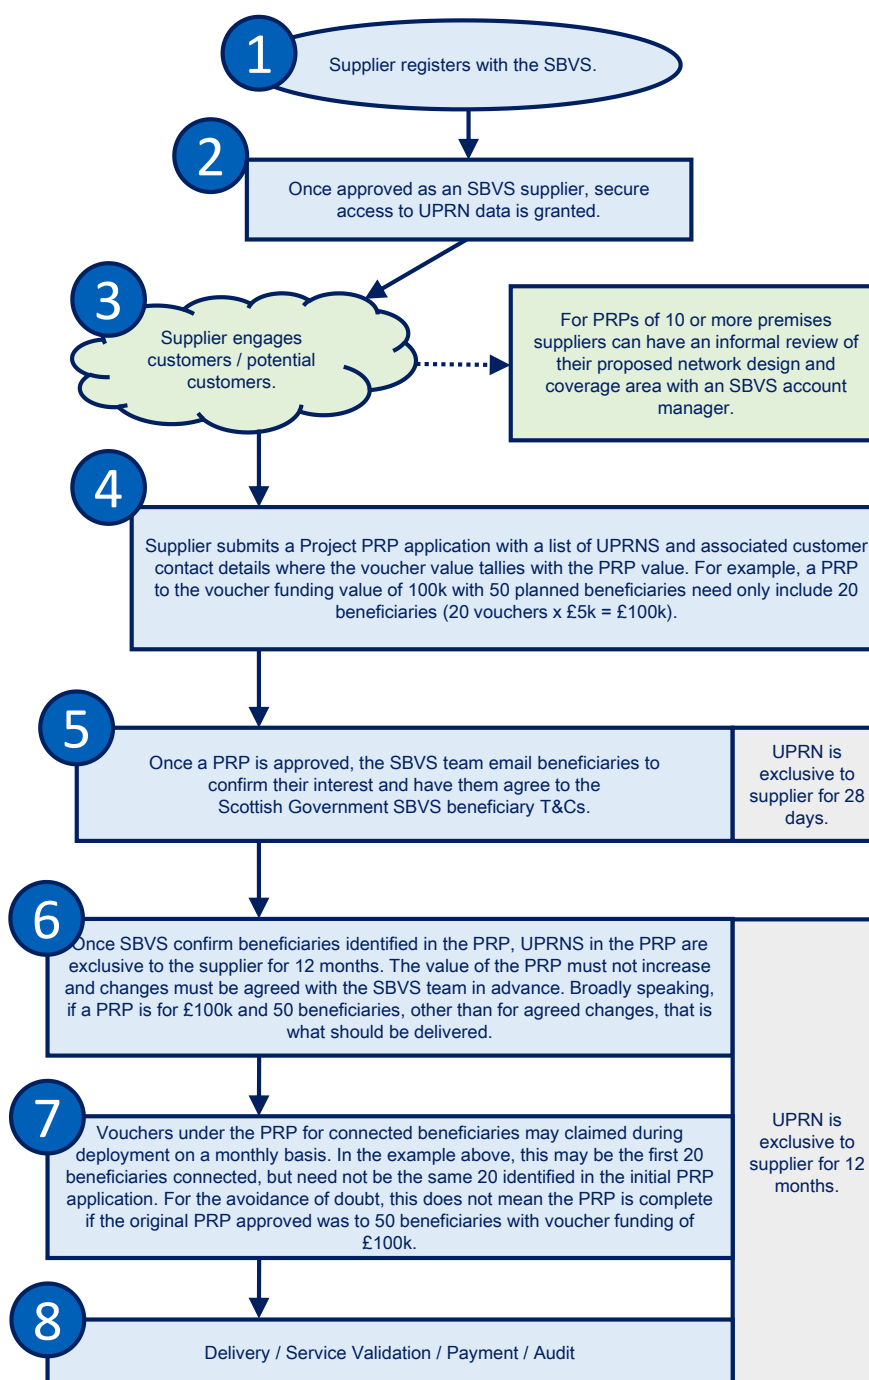 1
Supplier registers with the SBVS.
2
Once approved as an SBVS supplier, secure
access to UPRN data is granted.
3
Supplier engages
customers / potential
customers.
For PRPs of 10 or more premises
suppliers can have an informal review of
their proposed network design and
coverage area with an SBVS account
manager.
4
Supplier submits a Project PRP application with a list of UPRNS and associated customer
contact details where the voucher value tallies with the PRP value. For example, a PRP
to the voucher funding value of 100k with 50 planned beneficiaries need only include 20
beneficiaries (20 vouchers x £5k = £100k).
5
Once a PRP is approved, the SBVS team email beneficiaries to
confirm their interest and have them agree to the
Scottish Government SBVS beneficiary T&Cs.
UPRN is
exclusive to
supplier for 28
days.
6
Once SBVS confirm beneficiaries identified in the PRP, UPRNS in the PRP are
exclusive to the supplier for 12 months. The value of the PRP must not increase
and changes must be agreed with the SBVS team in advance. Broadly speaking,
if a PRP is for £100k and 50 beneficiaries, other than for agreed changes, that is
what should be delivered.
7
Vouchers under the PRP for connected beneficiaries may claimed during
deployment on a monthly basis. In the example above, this may be the first 20
beneficiaries connected, but need not be the same 20 identified in the initial PRP
application. For the avoidance of doubt, this does not mean the PRP is complete
if the original PRP approved was to 50 beneficiaries with voucher funding of
£100k.
UPRN is
exclusive to
supplier for 12
months.
8
Delivery / Service Validation / Payment / Audit